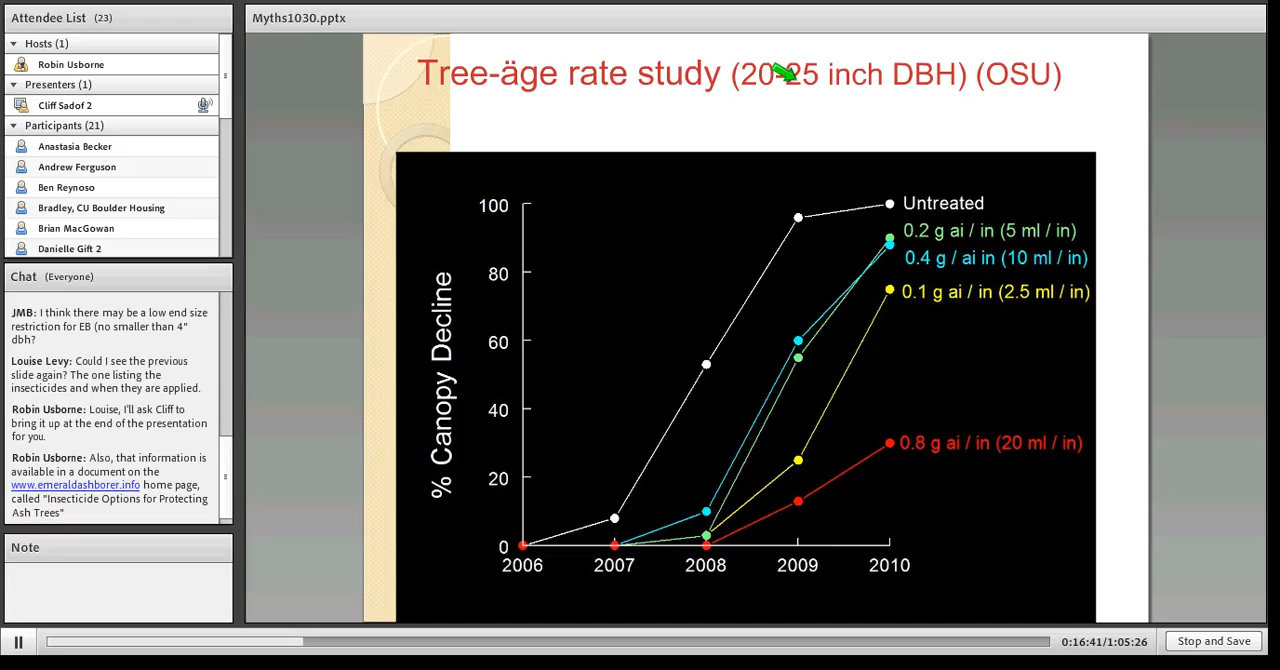 Attendee List (23)
Hosts (1)
Robin Usborne
Presenters (1)
Cliff Sadof 2
Participants (21)
Anastasia Becker
Andrew Ferguson
Ben Reynoso
Bradley, CU Boulder Housing
Brian MacGowan
Danielle Gift 2
Chat (Everyone)
JMB: I think there may be a low end size
restriction for EB (no smaller than 4"
dbh?
Louise Levy: Could I see the previous
slide again? The one listing the
insecticides and when they are applied.
Robin Usborne: Louise, I'll ask Cliff to
bring it up at the end of the presentation
for you.
Robin Usborne: Also, that information is
available in a document on the
www.emeraldashborer.info home page,
called "Insecticide Options for Protecting
Ash Trees"
Note
Myths1030.pptx
Tree-äge rate study (20-25 inch DBH) (OSU)
% Canopy Decline
100
80
60
40
20
0
2006 2007 2008 2009 2010
Untreated
0.2 g ai / in (5 ml / in)
0.4 g / ai in (10 ml / in)
0.1 g ai / in (2.5 ml / in)
0.8 g ai / in (20 ml / in)
0:16:41/1:05:26
Stop and Save